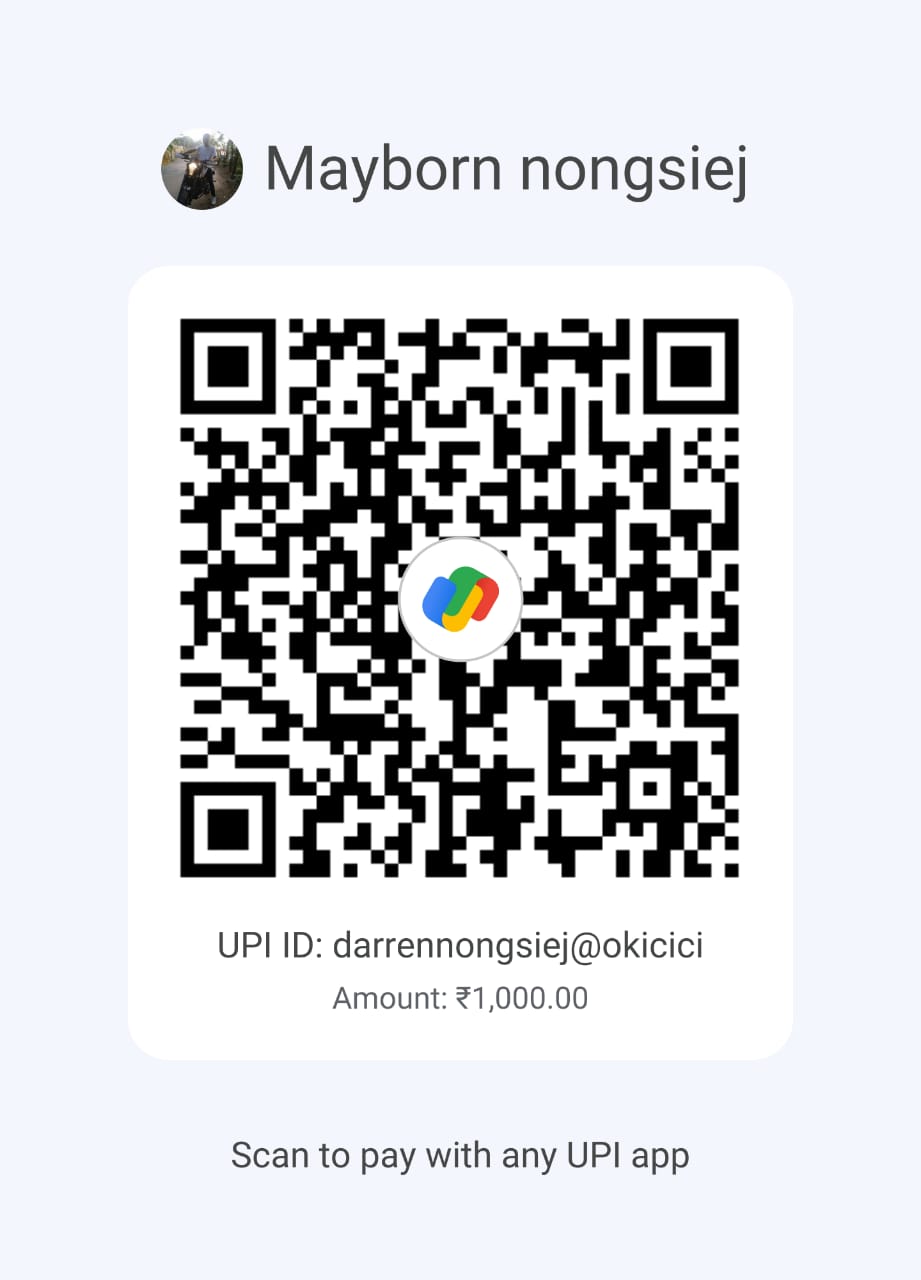 Mayborn nongsiej
UPI ID: darrennongsiej@okicici
Amount: ₹1,000.00
Scan to pay with any UPI app